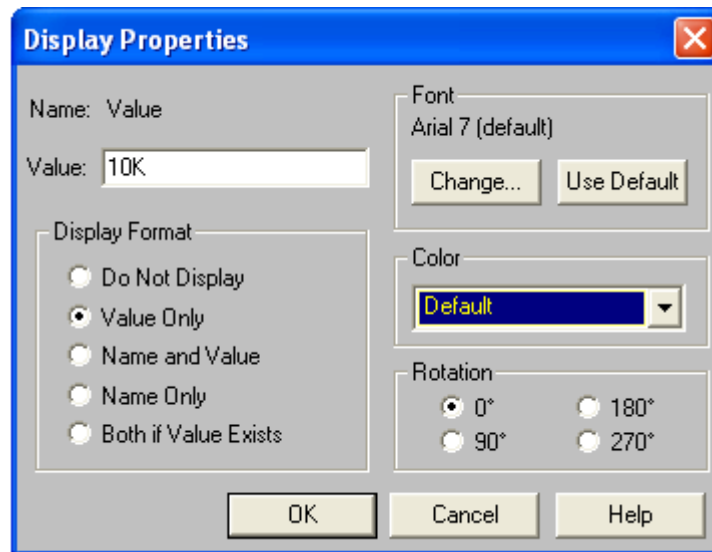 Display Properties
Name: Value
Value: 10K
Display Format
Do Not Display
Value Only
Name and Value
Name Only
Both if Value Exists
Font
Arial 7 (default)
Change... Use Default
Color
Default
Rotation
0° 180°
90° 270°
OK Cancel Help